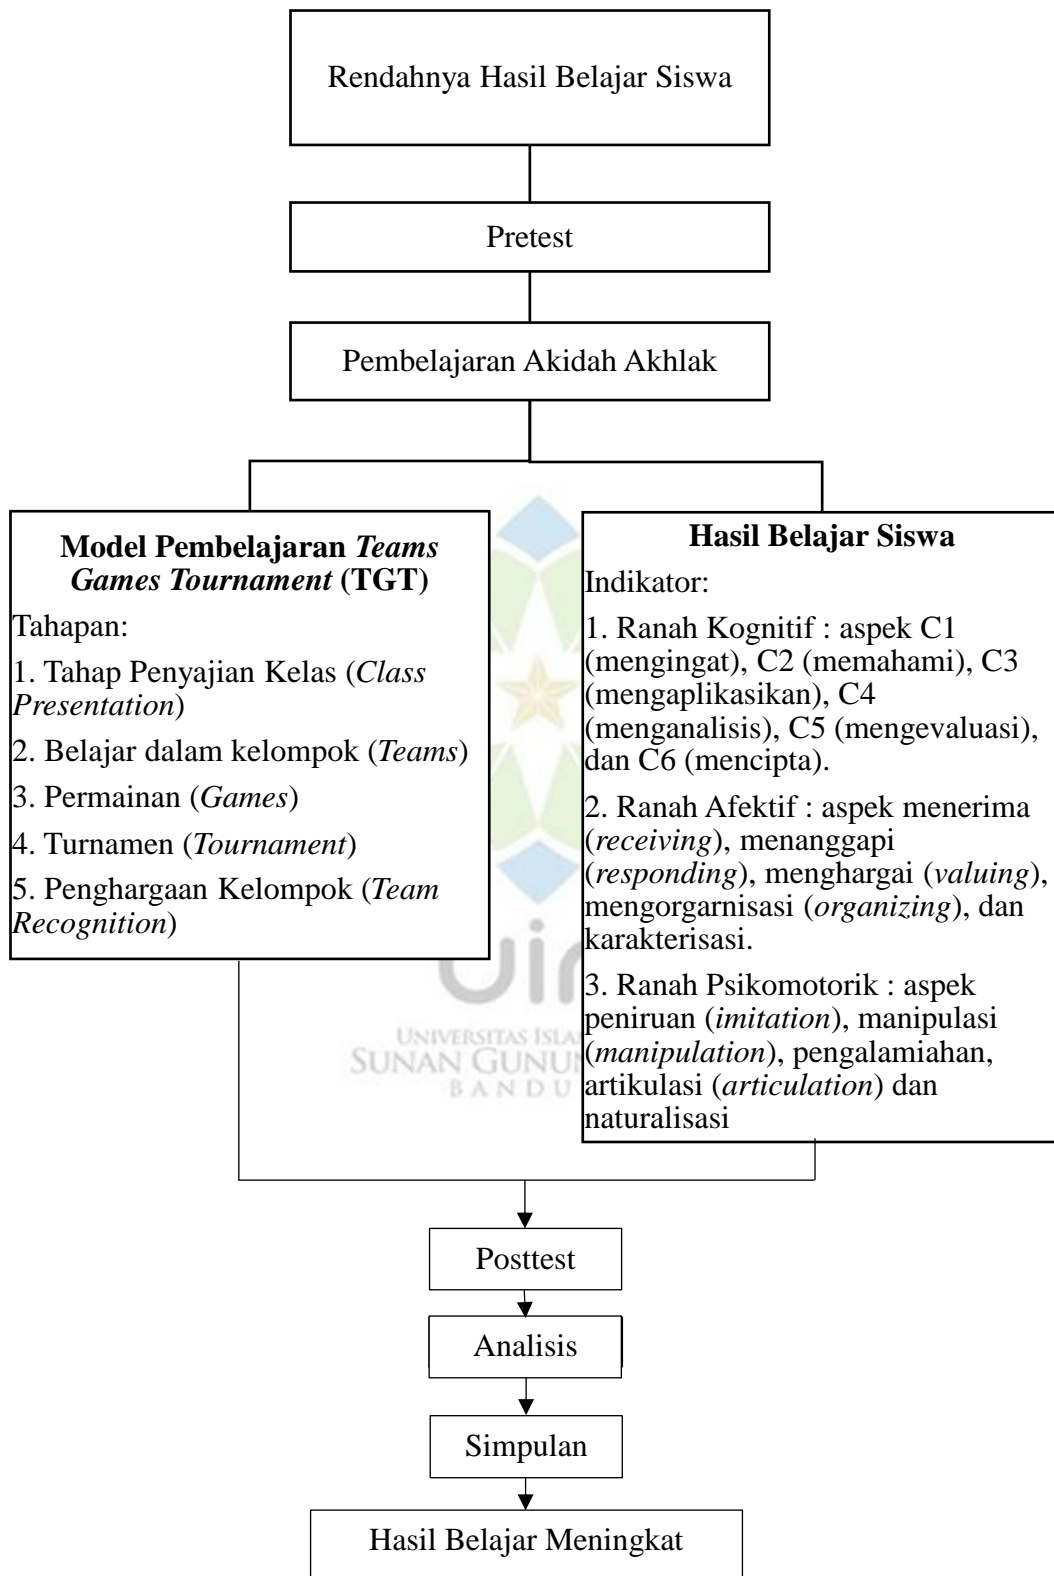 Rendahnya Hasil Belajar Siswa
Pretest
Pembelajaran Akidah Akhlak
Model Pembelajaran Teams
Games Tournament (TGT)
Tahapan:
1. Tahap Penyajian Kelas (Class
Presentation)
2. Belajar dalam kelompok (Teams)
3. Permainan (Games)
4. Turnamen (Tournament)
5. Penghargaan Kelompok (Team
Recognition)
Hasil Belajar Siswa
Indikator:
1. Ranah Kognitif : aspek C1
(mengingat), C2 (memahami), C3
(mengaplikasikan), C4
(menganalisis), C5 (mengevaluasi),
dan C6 (mencipta).
2. Ranah Afektif : aspek menerima
(receiving), menanggapi
(responding), menghargai (valuing),
mengorgarnisasi (organizing), dan
karakterisasi.
3. Ranah Psikomotorik : aspek
peniruan (imitation), manipulasi
(manipulation), pengalamiahan,
artikulasi (articulation) dan
naturalisasi
UNIVERSITAS
SUNAN
Posttest
Analisis
Simpulan
Hasil Belajar Meningkat